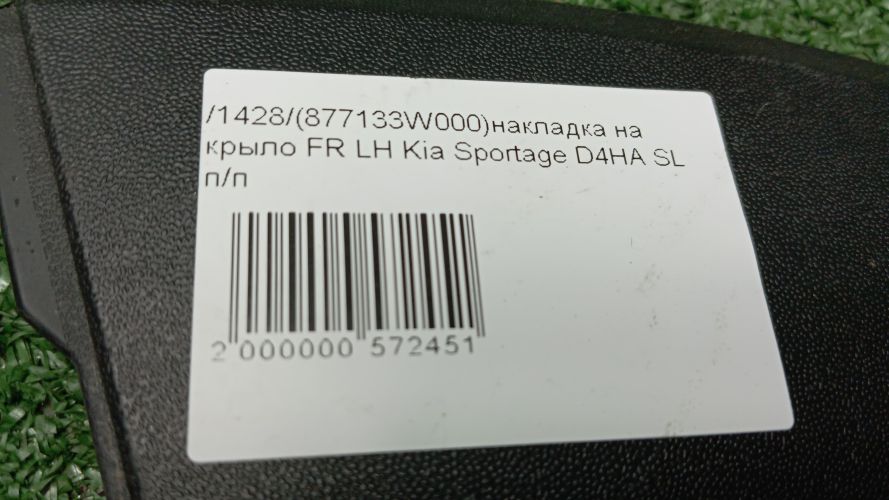 /1428/(877133W000)накладка на
крыло FR LH Kia Sportage D4HA SL
п/п
2 000000 572451